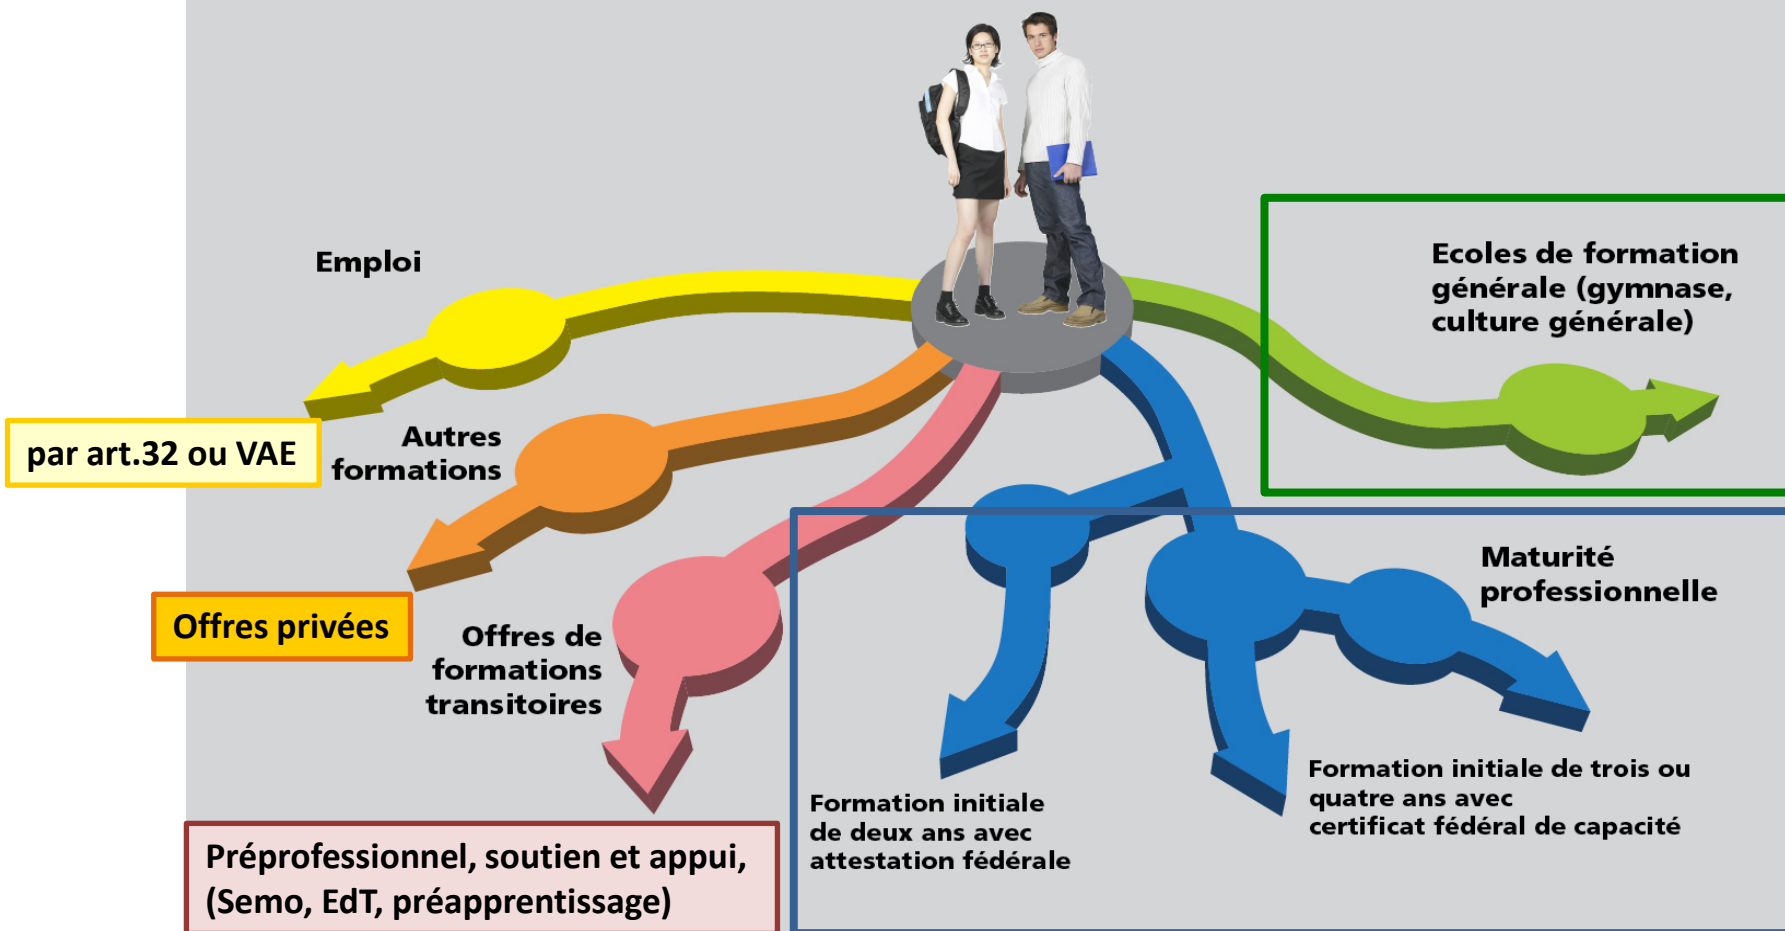 Emploi
Ecoles de formation
générale (gymnase,
culture générale)
par art.32 ou VAE
Autres
formations
Offres privées
Offres de
formations
transitoires
Maturité
professionnelle
Formation initiale
de deux ans avec
attestation fédérale
Formation initiale de trois ou
quatre ans avec
certificat fédéral de capacité
Préprofessionnel, soutien et appui,
(Semo, EdT, préapprentissage)